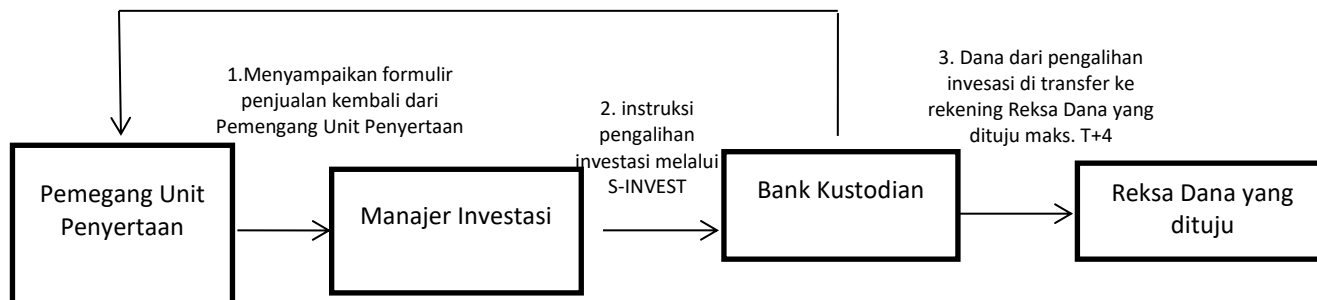 1.Menyampaikan formulir
penjualan kembali dari
Pemengang Unit Penyertaan
2. instruksi
pengalihan
investasi melalui
S-INVEST
3. Dana dari pengalihan
invesasi di transfer ke
rekening Reksa Dana yang
dituju maks. T+4
Pemegang Unit
Penyertaan
Manajer Investasi
Bank Kustodian
Reksa Dana yang
dituju